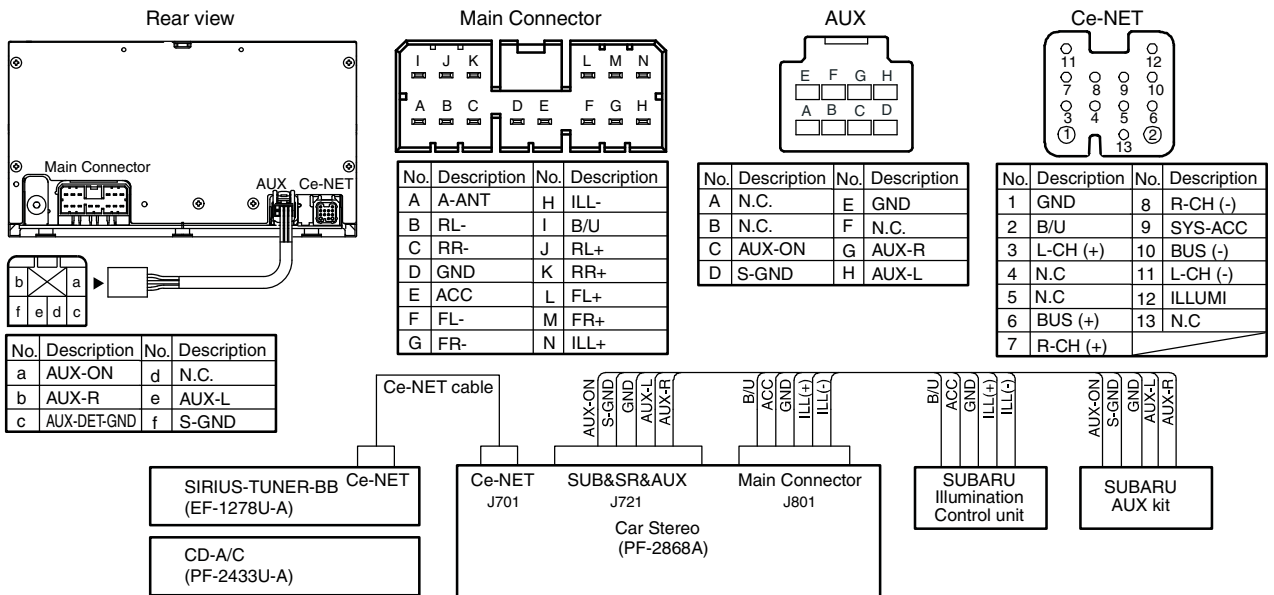 Rear view
Main Connector
AUX Ce-NET
b a
f e d c
No. Description No. Description
a AUX-ON d N.C.
b AUX-R e AUX-L
c AUX-DET-GND f S-GND
Main Connector
I J K L M N
A B C D E F G H
No. Description No. Description
A A-ANT H ILL-
B RL- I B/U
C RR- J RL+
D GND K RR+
E ACC L FL+
F FL- M FR+
G FR- N ILL+
AUX
E F G H
A B C D
No. Description No. Description
A N.C. E GND
B N.C. F N.C.
C AUX-ON G AUX-R
D S-GND H AUX-L
Ce-NET
11 12
7 8 9 10
3 4 5 6
1 13 2
No. Description No. Description
1 GND 8 R-CH (-)
2 B/U 9 SYS-ACC
3 L-CH (+) 10 BUS (-)
4 N.C 11 L-CH (-)
5 N.C 12 ILLUMI
6 BUS (+) 13 N.C
7 R-CH (+)
Ce-NET cable
AUX-ON
S-GND
GND
AUX-L
AUX-R
B/U
ACC
GND
ILL(+)
ILL(-)
B/U
ACC
GND
ILL(+)
ILL(-)
AUX-ON
S-GND
GND
AUX-L
AUX-R
Ce-NET
SIRIUS-TUNER-BB
(EF-1278U-A)
CD-A/C
(PF-2433U-A)
Ce-NET
J701
SUB&SR&AUX
J721
Main Connector
J801
Car Stereo
(PF-2868A)
SUBARU
Illumination
Control unit
SUBARU
AUX kit